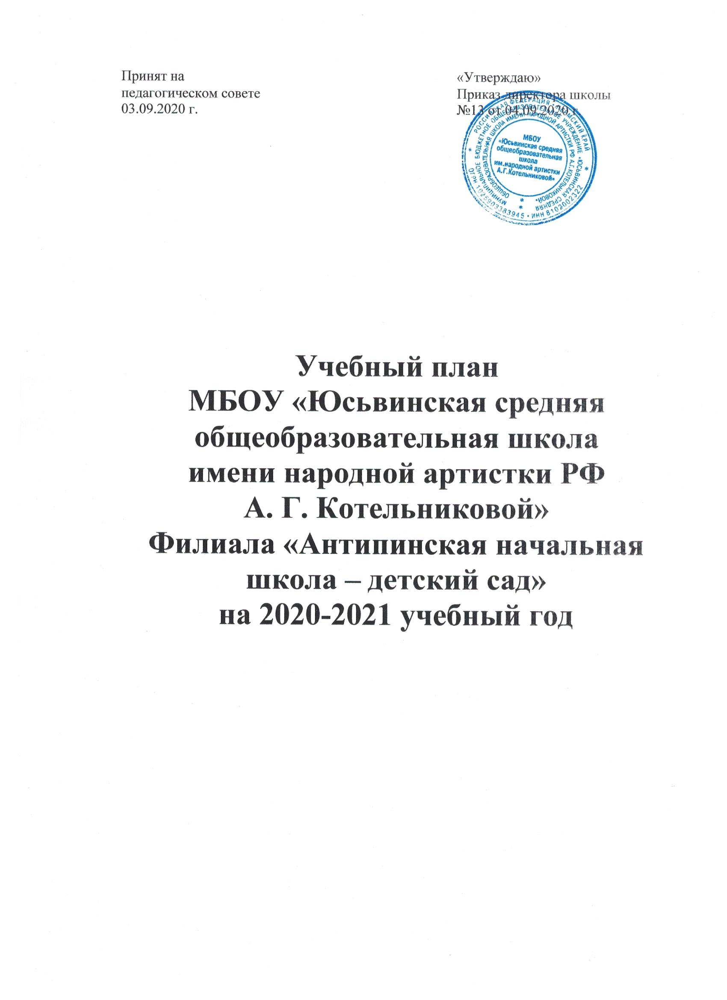 Принят на
педагогическом совете
03.09.2020 г.
«Утверждаю»
Приказ директора школы
№13 от 04.09.2020 г.
РОССИЙСКАЯ ФЕДЕРАЦИЯ • ПЕРМСКИЙ КРАЙ
* ОГРН 1025903383945 • ИНН 8102002322 *
МУНИЦИПАЛЬНОЕ БЮДЖЕТНОЕ ОБЩЕОБРАЗОВАТЕЛЬНОЕ УЧРЕЖДЕНИЕ «ЮСЬВИНСКАЯ СРЕДНЯЯ
ОБЩЕОБРАЗОВАТЕЛЬНАЯ ШКОЛА ИМЕНИ НАРОДНОЙ АРТИСТКИ РФ А.Г.КОТЕЛЬНИКОВОЙ»
МБОУ
«Юсьвинская средняя
общеобразовательная
школа
им.народной артистки
А.Г.Котельниковой»
Учебный план
МБОУ «Юсьвинская средняя
общеобразовательная школа
имени народной артистки РФ
А. Г. Котельниковой»
Филиала «Антипинская начальная
школа – детский сад»
на 2020-2021 учебный год